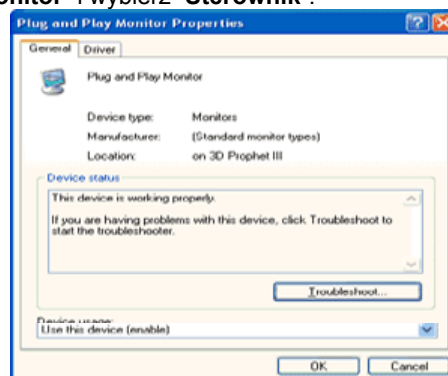 onitor" i wybierz "Sterownik".
Plug and Play Monitor Properties
General Driver
Plug and Play Monitor
Device type: Monitors
Manufacturer: (Standard monitor types)
Location: on 3D Prophet III
Device status
This device is working properly.
If you are having problems with this device, click Troubleshoot to
start the troubleshooter.
Troubleshoot...
Device usage:
Use this device (enable)
OK Cancel